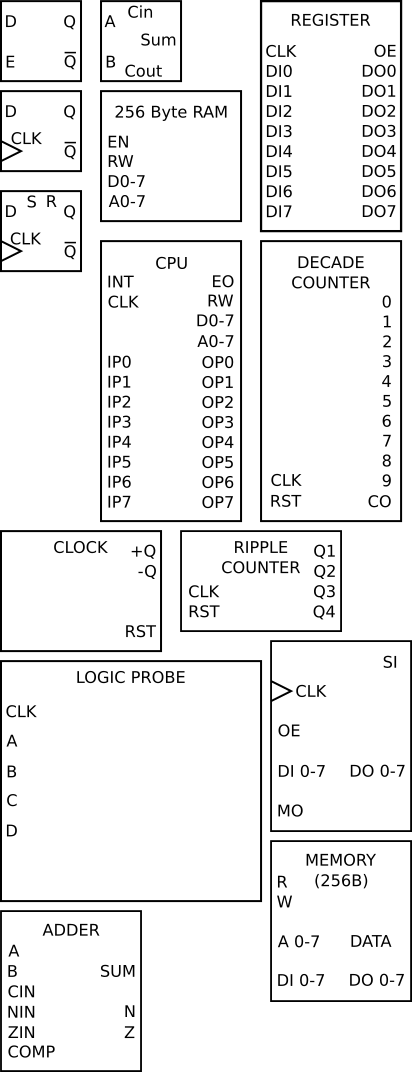 D Q
E Q̅
Cin
A
Sum
B
Cout
D Q
CLK
Q̅
S R
D Q
CLK
Q̅
256 Byte RAM
EN
RW
D0-7
A0-7
REGISTER
CLK OE
DI0 DO0
DI1 DO1
DI2 DO2
DI3 DO3
DI4 DO4
DI5 DO5
DI6 DO6
DI7 DO7
CPU
INT EO
CLK RW
D0-7
A0-7
IP0 OP0
IP1 OP1
IP2 OP2
IP3 OP3
IP4 OP4
IP5 OP5
IP6 OP6
IP7 OP7
DECADE
COUNTER
0
1
2
3
4
5
6
7
8
CLK 9
RST CO
CLOCK +Q
-Q
RST
RIPPLE Q1
COUNTER Q2
CLK Q3
RST Q4
LOGIC PROBE
CLK
A
B
C
D
SI
CLK
OE
DI 0-7 DO 0-7
MO
MEMORY
R (256B)
W
A 0-7 DATA
DI 0-7 DO 0-7
ADDER
A
B SUM
CIN
NIN N
ZIN Z
COMP